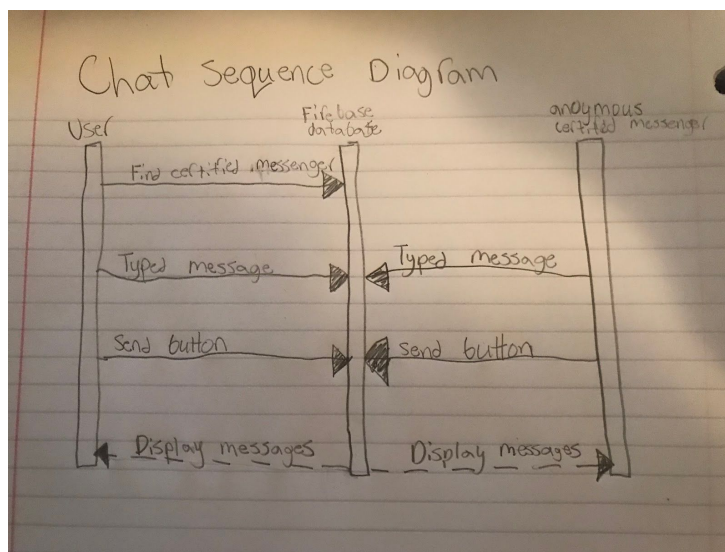 Chat Sequence Diagram
User
Firebase
database
anoymous
certified messenger
Find certified messenger
Typed message
Typed message
Send button
Send button
Display messages
Display messages